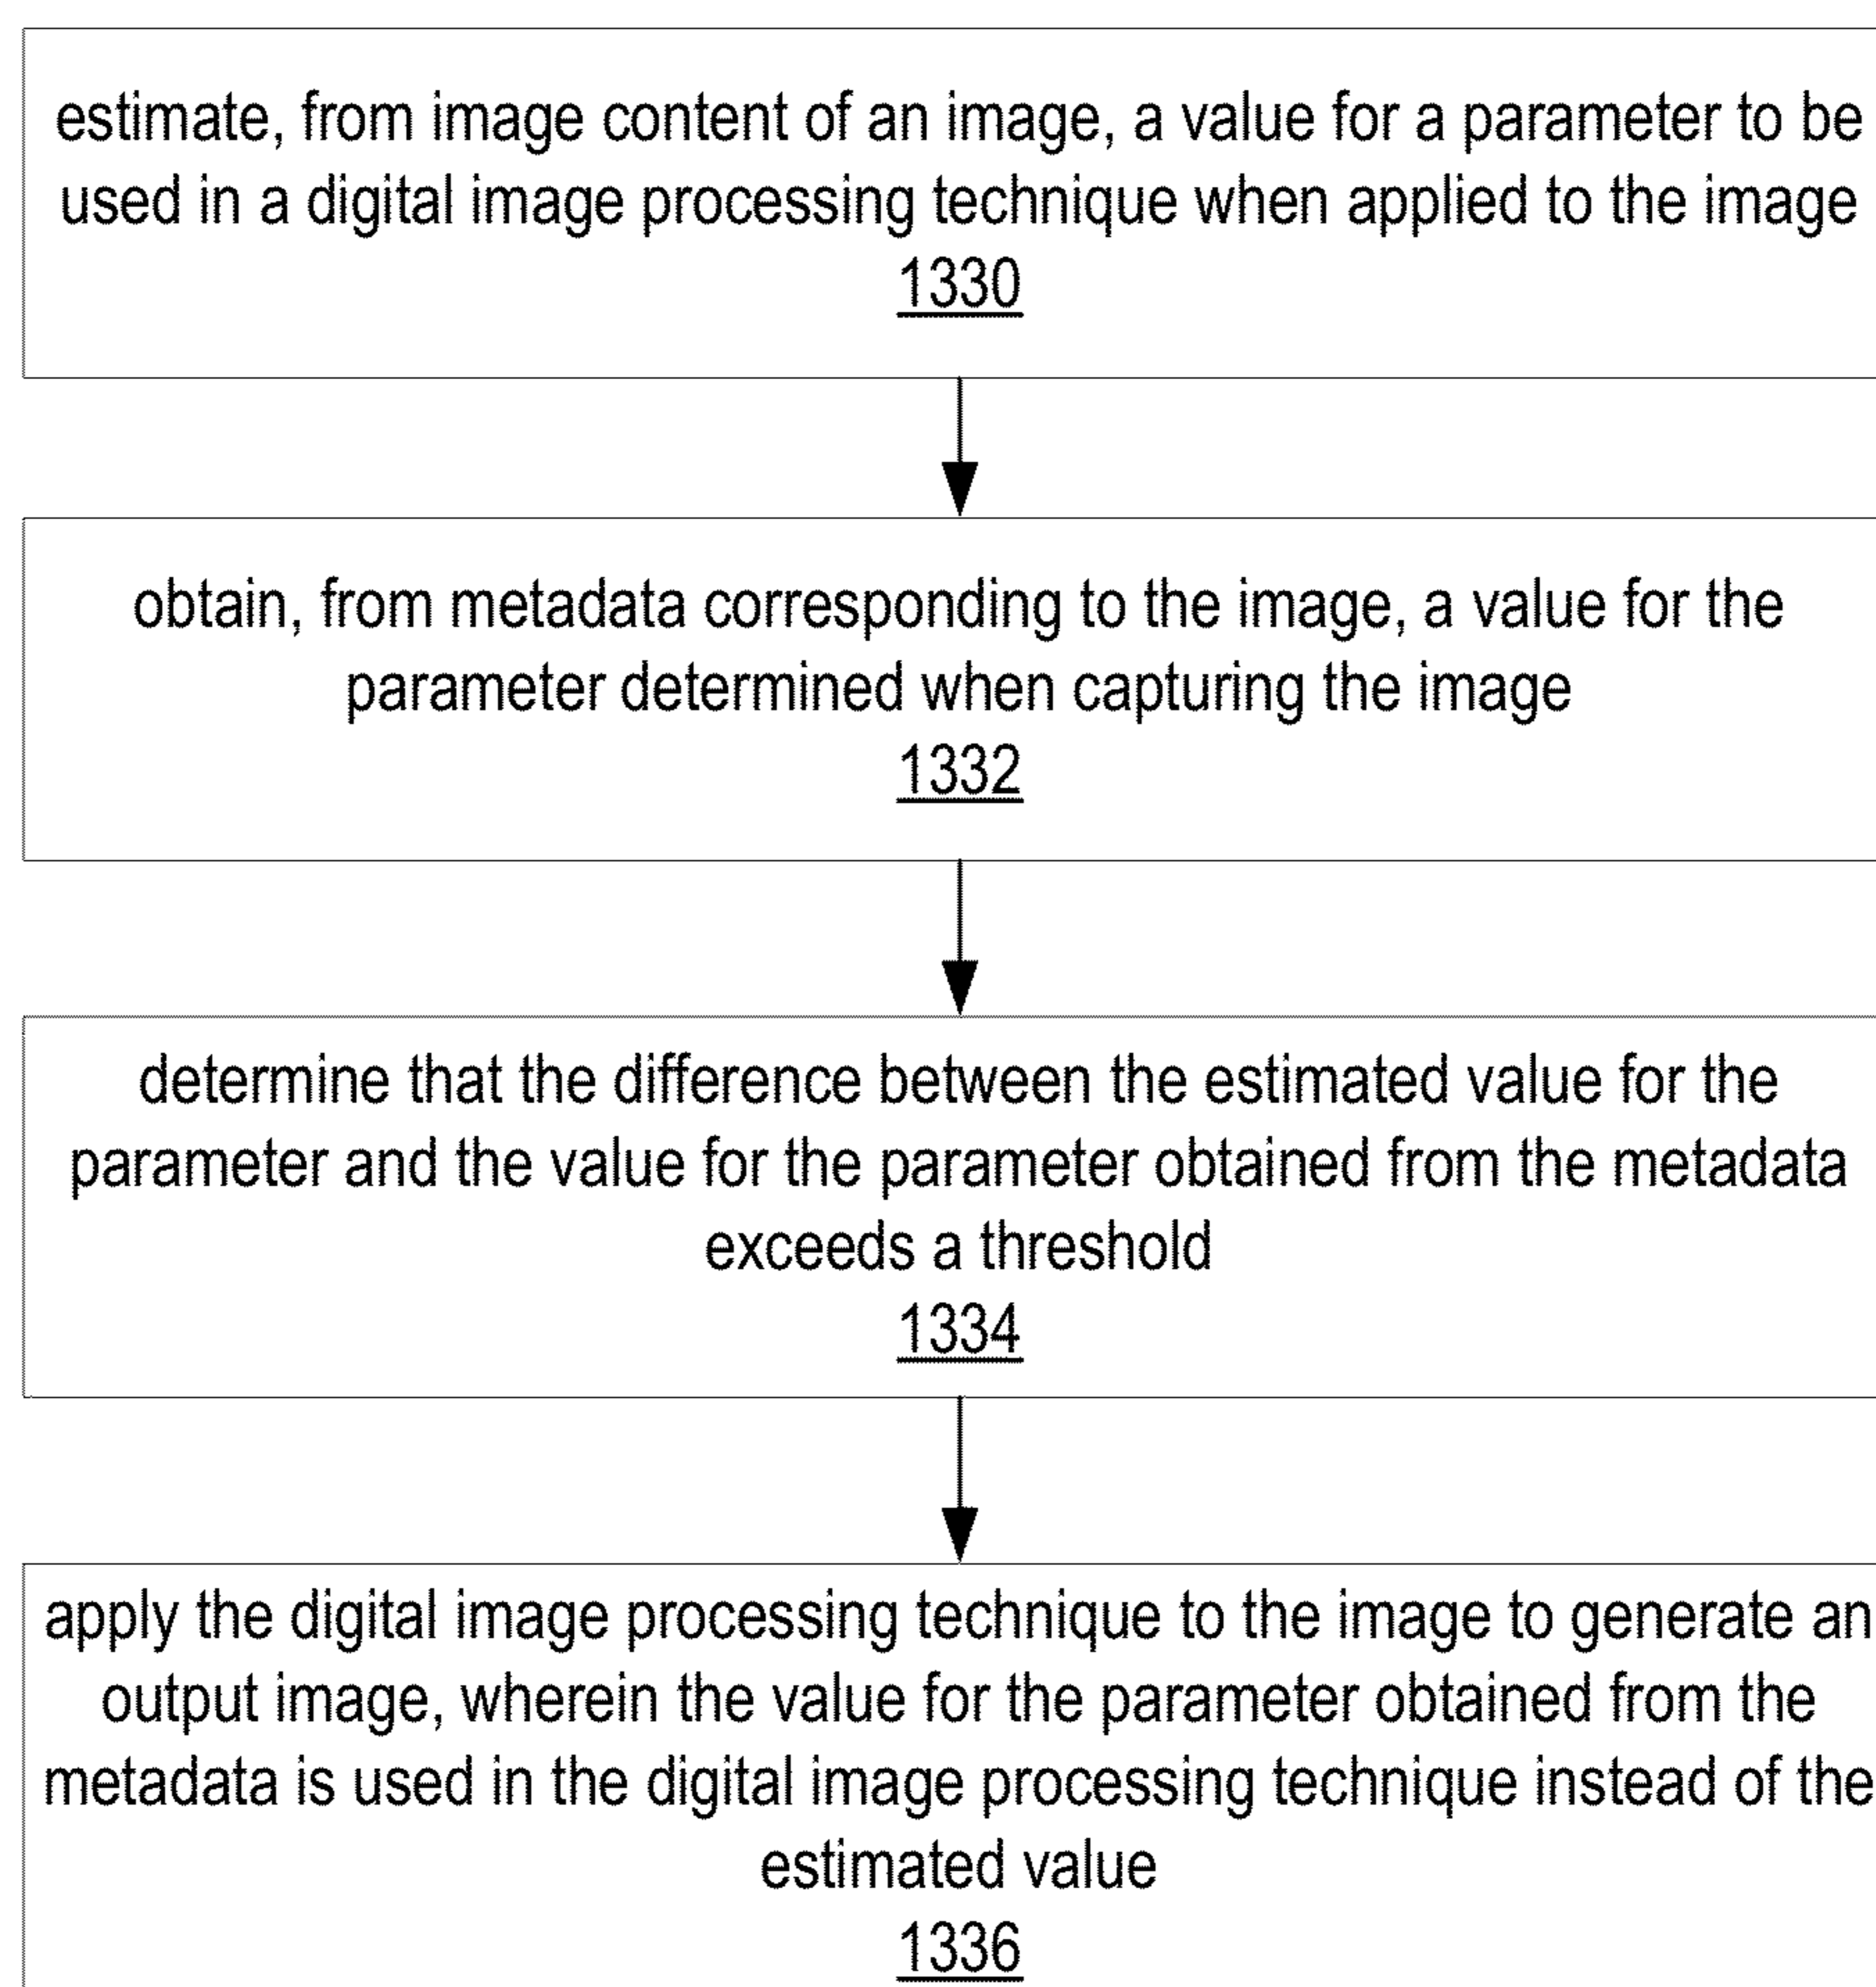 estimate, from image content of an image, a value for a parameter to be
used in a digital image processing technique when applied to the image
1330
obtain, from metadata corresponding to the image, a value for the
parameter determined when capturing the image
1332
determine that the difference between the estimated value for the
parameter and the value for the parameter obtained from the metadata
exceeds a threshold
1334
apply the digital image processing technique to the image to generate an
output image, wherein the value for the parameter obtained from the
metadata is used in the digital image processing technique instead of the
estimated value
1336